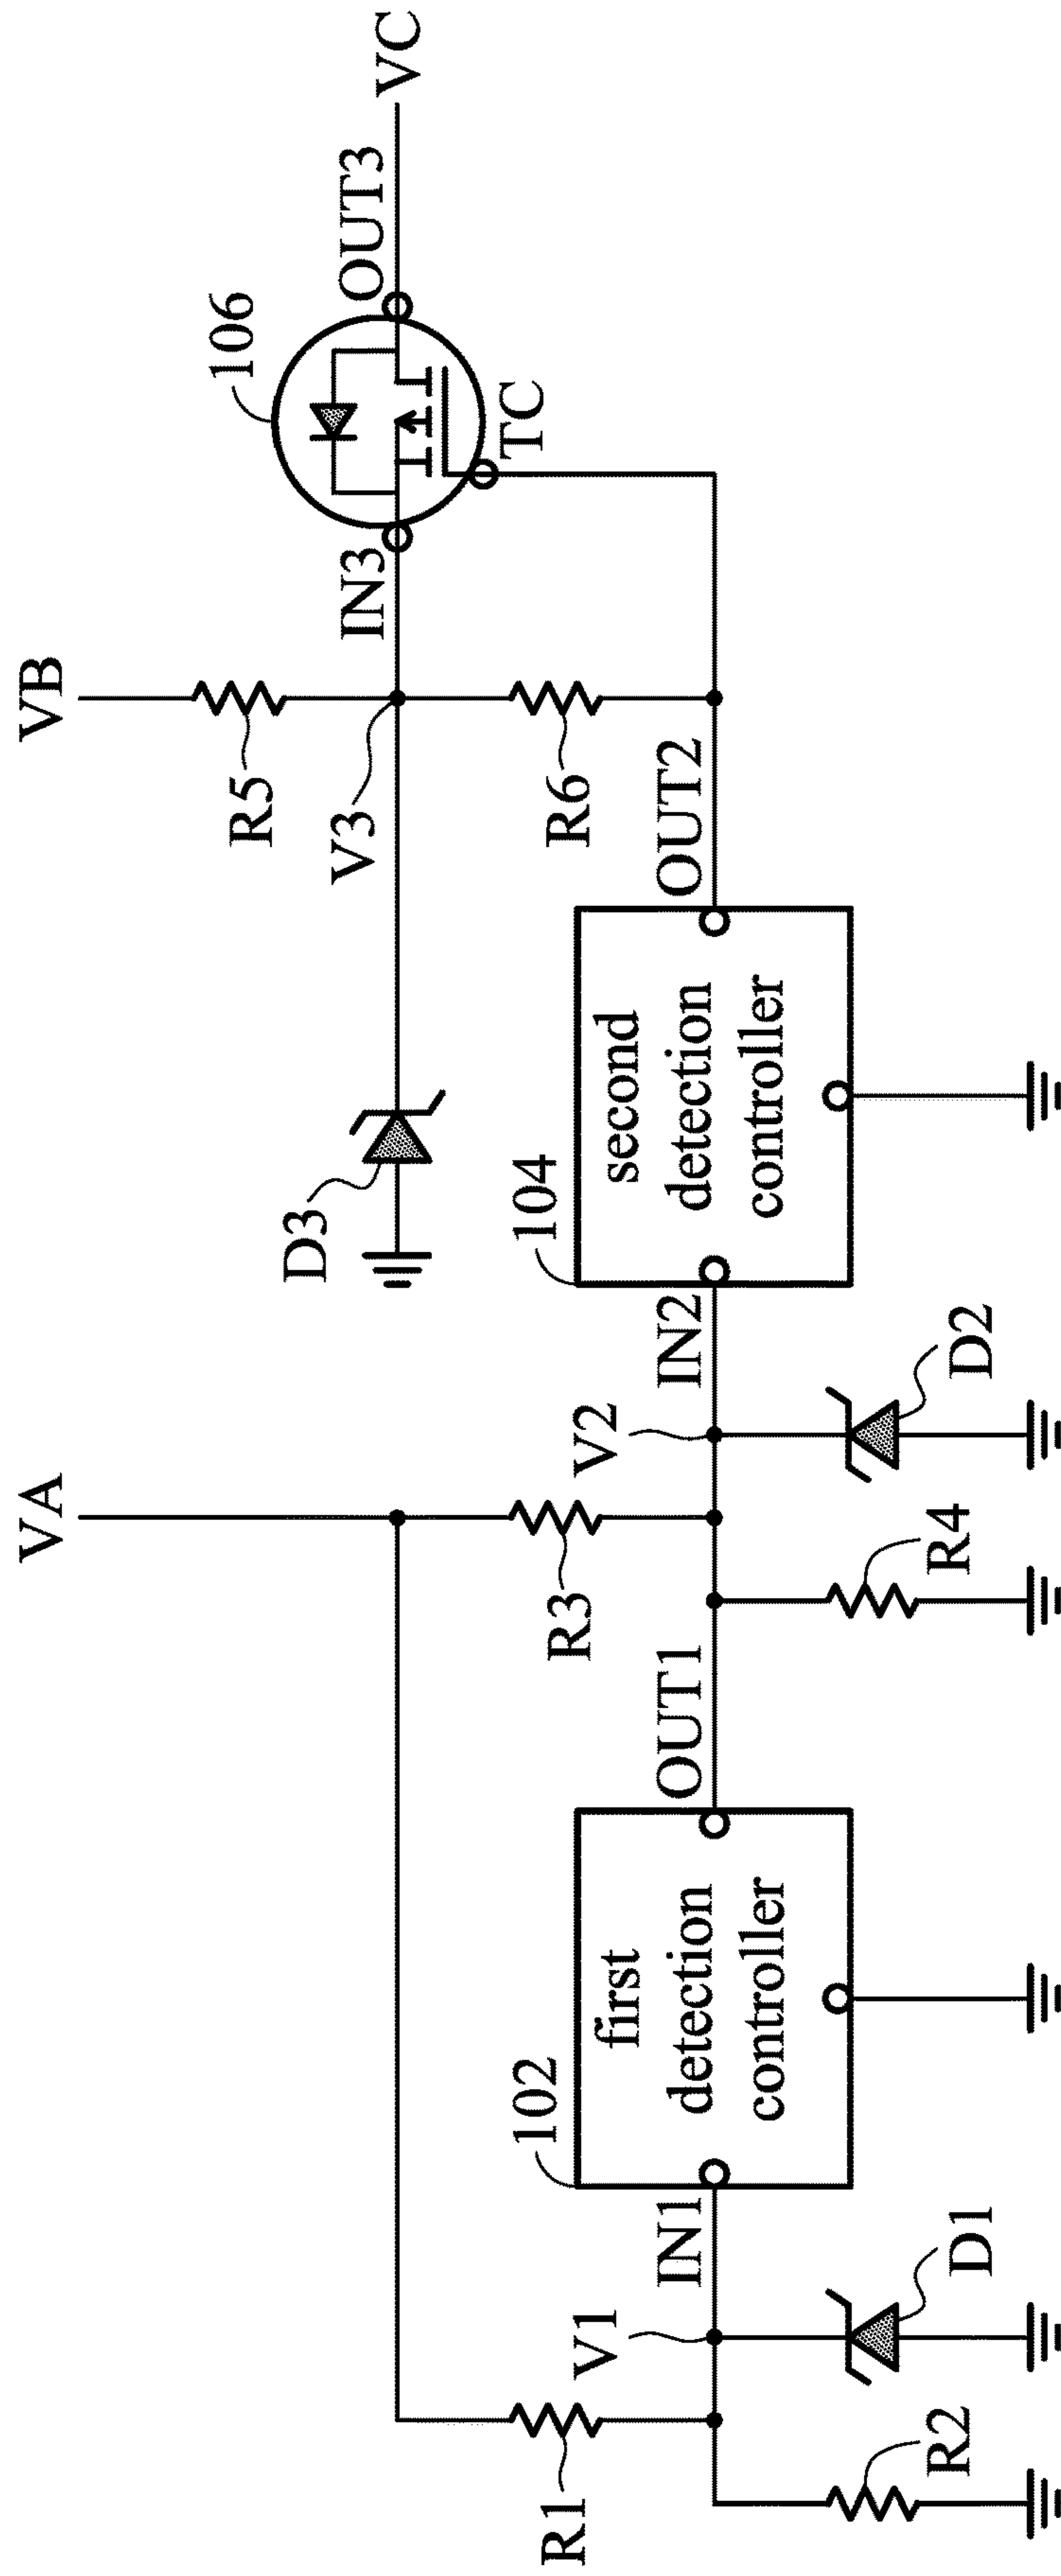 VA
VB
R5
106
OUT3
VC
V3
IN3
D3
TC
R1
R3
R6
102
first
detection
controller
104
second
detection
controller
V1
IN1
OUT1
V2
IN2
OUT2
R2
D1
R4
D2